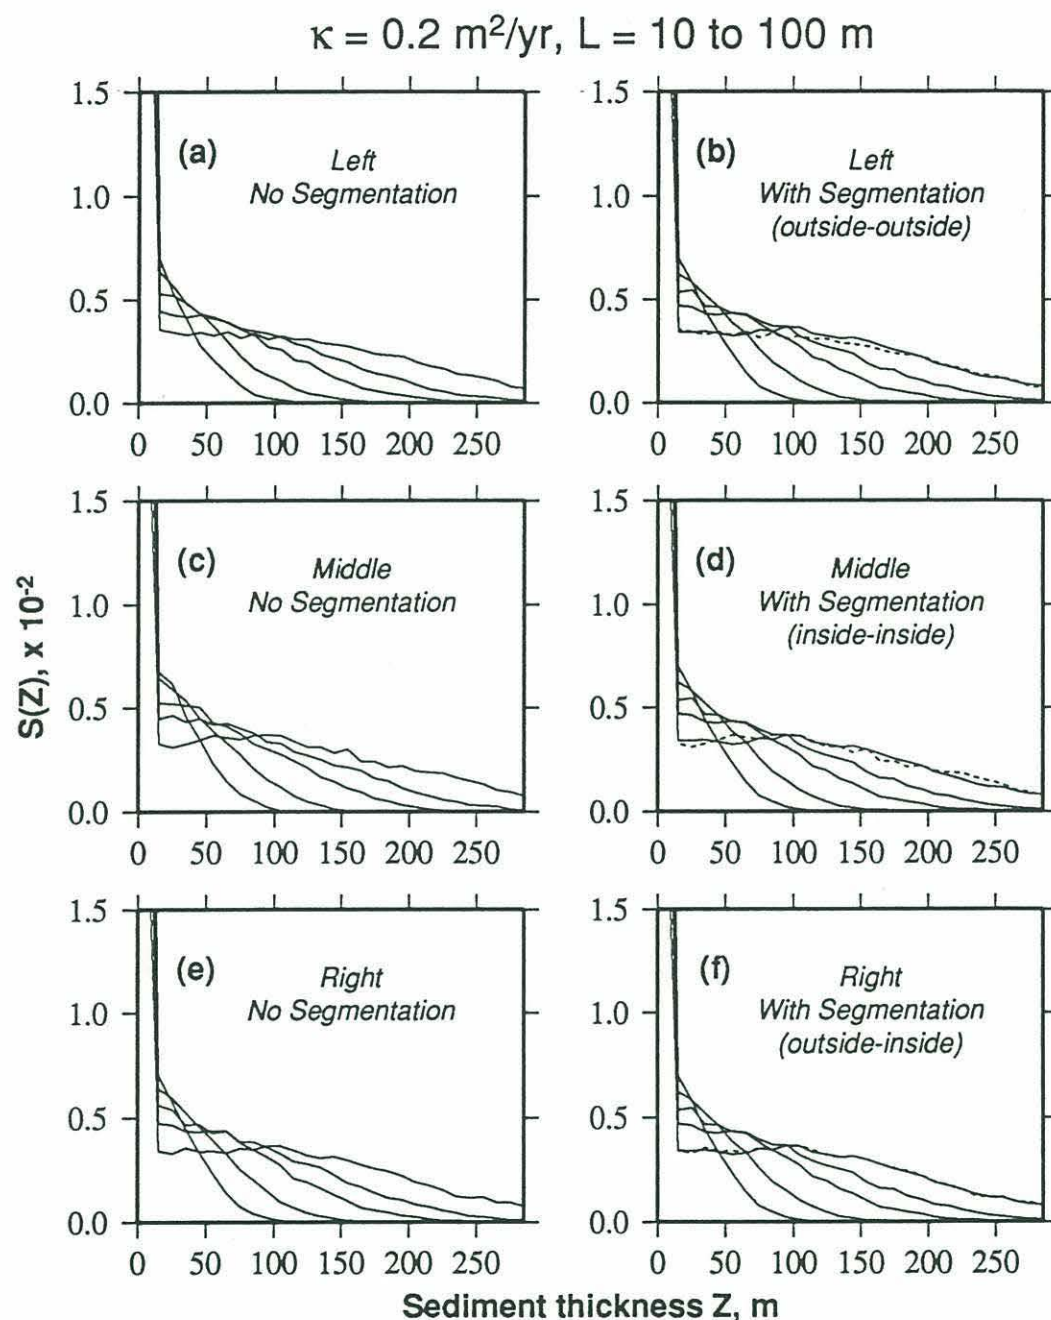 κ = 0.2 m²/yr, L = 10 to 100 m
1.5
1.0
0.5
0.0
(a)
Left
No Segmentation
0 50 100 150 200 250
1.5
1.0
0.5
0.0
(b)
Left
With Segmentation
(outside-outside)
0 50 100 150 200 250
S(Z), x 10⁻²
1.5
1.0
0.5
0.0
(c)
Middle
No Segmentation
0 50 100 150 200 250
1.5
1.0
0.5
0.0
(d)
Middle
With Segmentation
(inside-inside)
0 50 100 150 200 250
1.5
1.0
0.5
0.0
(e)
Right
No Segmentation
0 50 100 150 200 250
1.5
1.0
0.5
0.0
(f)
Right
With Segmentation
(outside-inside)
0 50 100 150 200 250
Sediment thickness Z, m